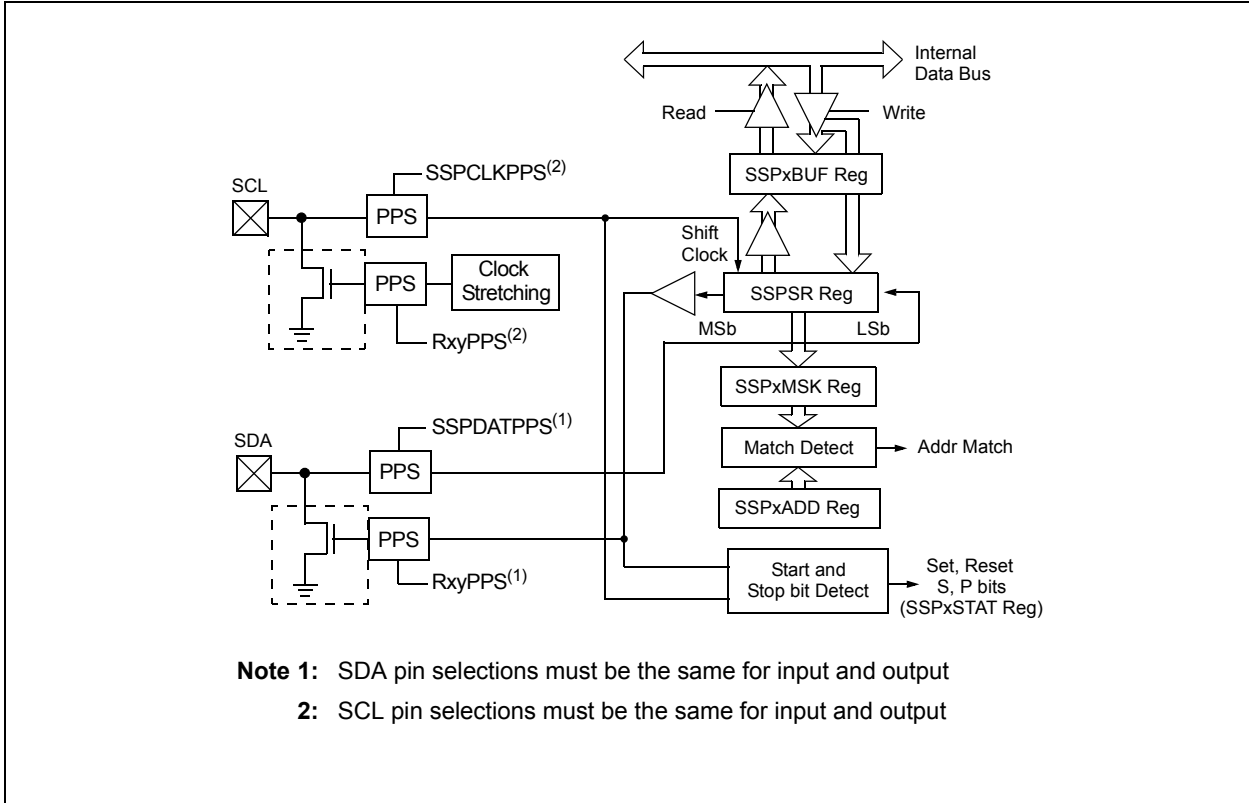 Internal
Data Bus
Read
Write
SSPxBUF Reg
SSPCLKPPS(2)
SCL
PPS
Shift
Clock
PPS
Clock
Stretching
SSPSR Reg
MSb
LSb
RxyPPS(2)
SSPxMSK Reg
SSPDATPPS(1)
SDA
PPS
Match Detect
Addr Match
SSPxADD Reg
PPS
RxyPPS(1)
Start and
Stop bit Detect
Set, Reset
S, P bits
(SSPxSTAT Reg)
Note 1: SDA pin selections must be the same for input and output
2: SCL pin selections must be the same for input and output